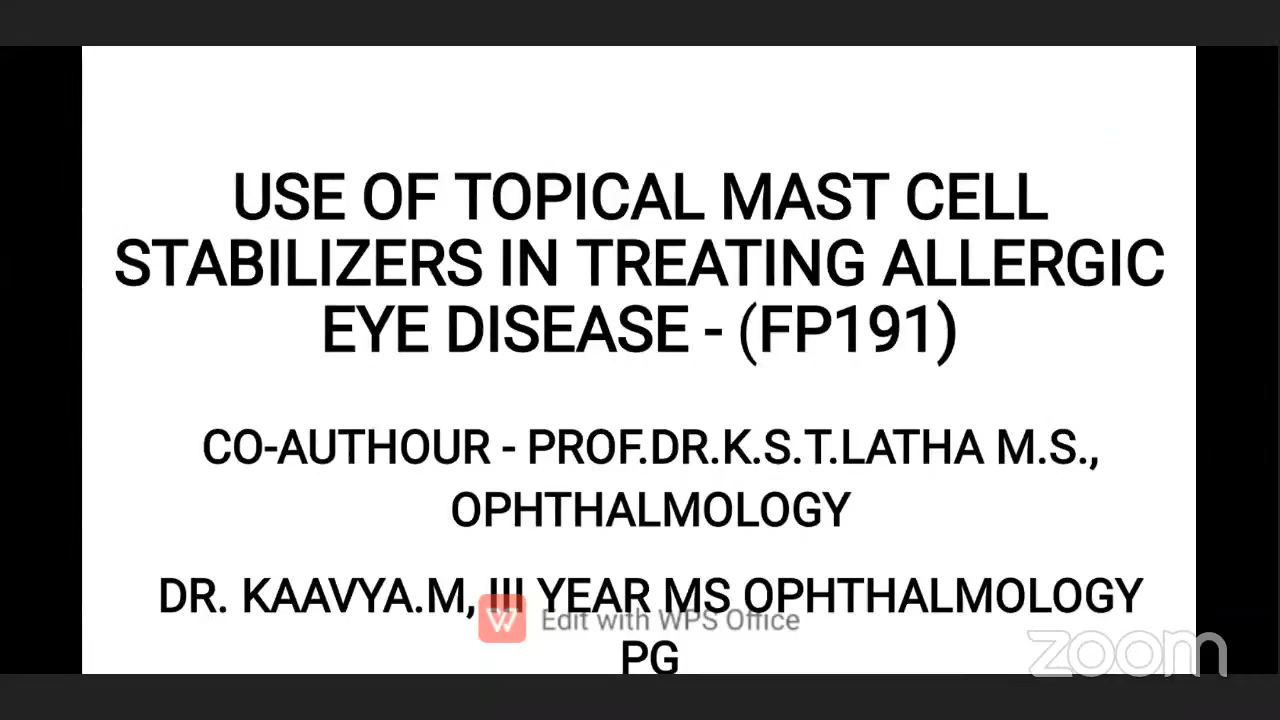 USE OF TOPICAL MAST CELL
STABILIZERS IN TREATING ALLERGIC
EYE DISEASE - (FP191)
CO-AUTHOUR - PROF.DR.K.S.T.LATHA M.S.,
OPHTHALMOLOGY
DR. KAAVYA.M, III YEAR MS OPHTHALMOLOGY
Edit with WPS Office
PG
zoom